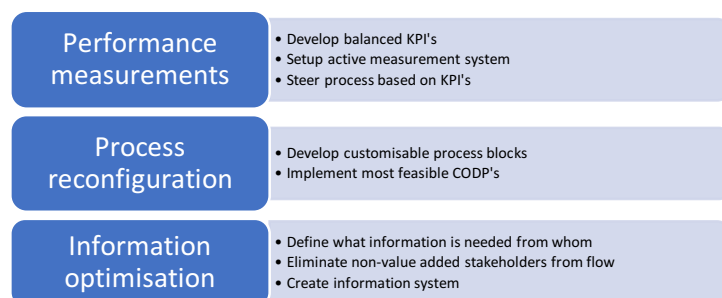 Performance
measurements
• Develop balanced KPI's
• Setup active measurement system
• Steer process based on KPI's
Process
reconfiguration
• Develop customisable process blocks
• Implement most feasible CODP's
Information
optimisation
• Define what information is needed from whom
• Eliminate non-value added stakeholders from flow
• Create information system